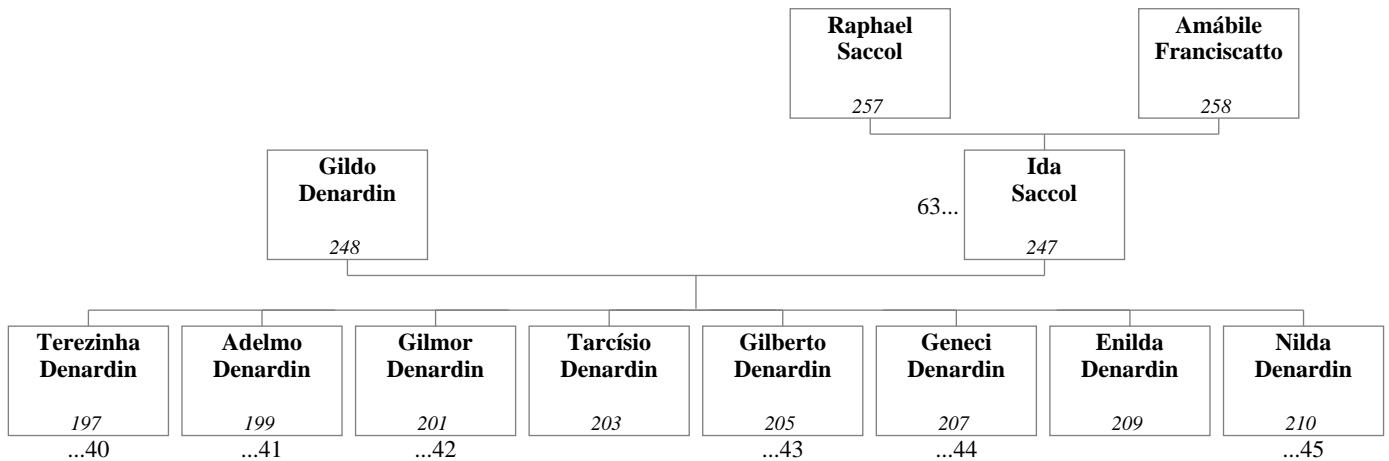 Raphael
Saccol
257
Amábile
Franciscatto
258
Gildo
Denardin
248
63...
Ida
Saccol
247
Terezinha
Denardin
197
...40
Adelmo
Denardin
199
...41
Gilmor
Denardin
201
...42
Tarcísio
Denardin
203
Gilberto
Denardin
205
...43
Geneci
Denardin
207
...44
Enilda
Denardin
209
Nilda
Denardin
210
...45